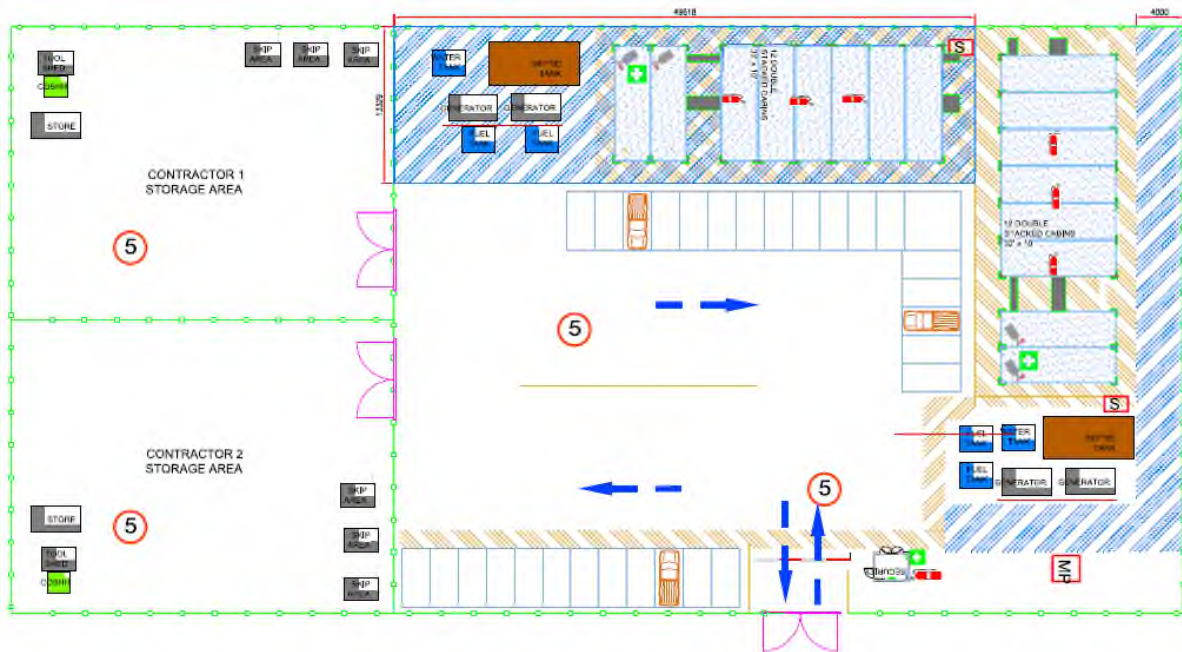 49618
4000
13329
TOOL
SHED
COSHH
STORE
SKIP
AREA
SKIP
AREA
SKIP
AREA
CONTRACTOR 1
STORAGE AREA
5
WATER
TANK
SEPTIC
TANK
GENERATOR
GENERATOR
FUEL
TANK
FUEL
TANK
12 DOUBLE
STACKED CABINS
32' x 10'
S
12 DOUBLE
STACKED CABINS
32' x 10'
5
S
FUEL
TANK
WATER
TANK
SEPTIC
TANK
FUEL
TANK
GENERATOR
GENERATOR
CONTRACTOR 2
STORAGE AREA
5
STORE
TOOL
SHED
COSHH
SKIP
AREA
SKIP
AREA
SKIP
AREA
5
SECURITY
MP